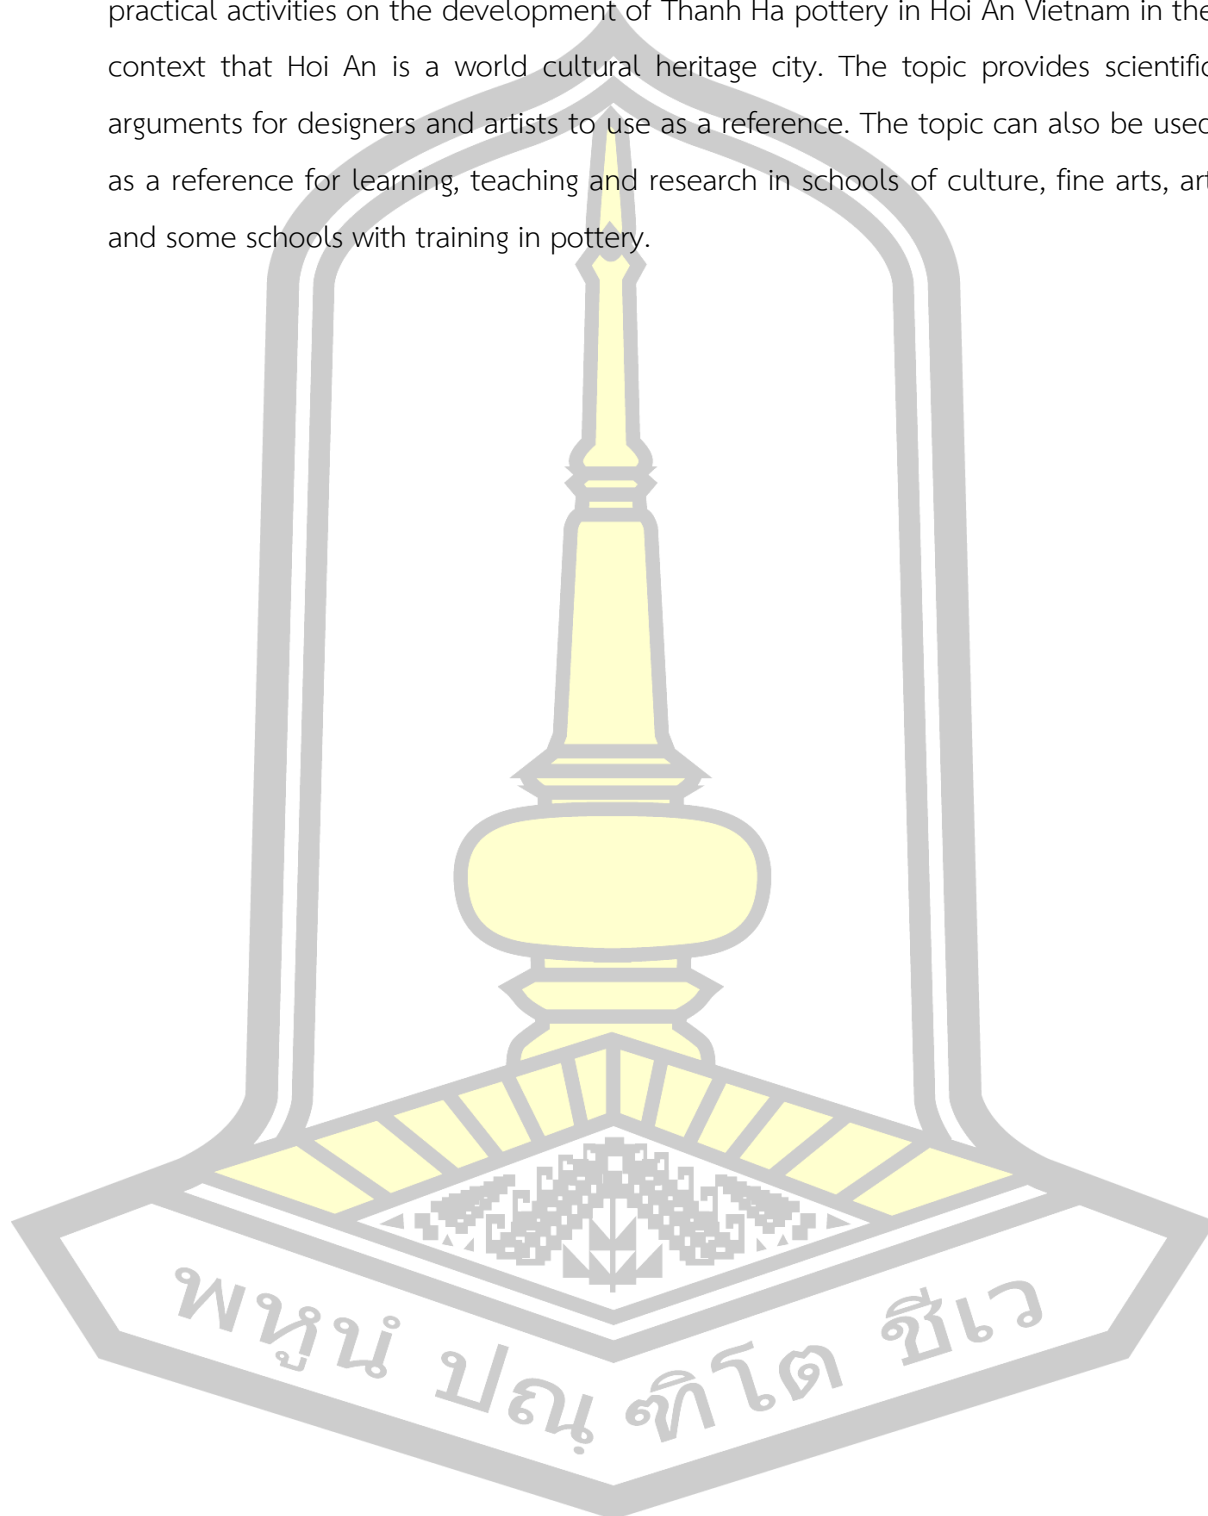 practical activities on the development of Thanh Ha pottery in Hoi An Vietnam in the
context that Hoi An is a world cultural heritage city. The topic provides scientific
arguments for designers and artists to use as a reference. The topic can also be used
as a reference for learning, teaching and research in schools of culture, fine arts, art
and some schools with training in pottery.
พหูนํ ปณฺฑิโต ชีเว